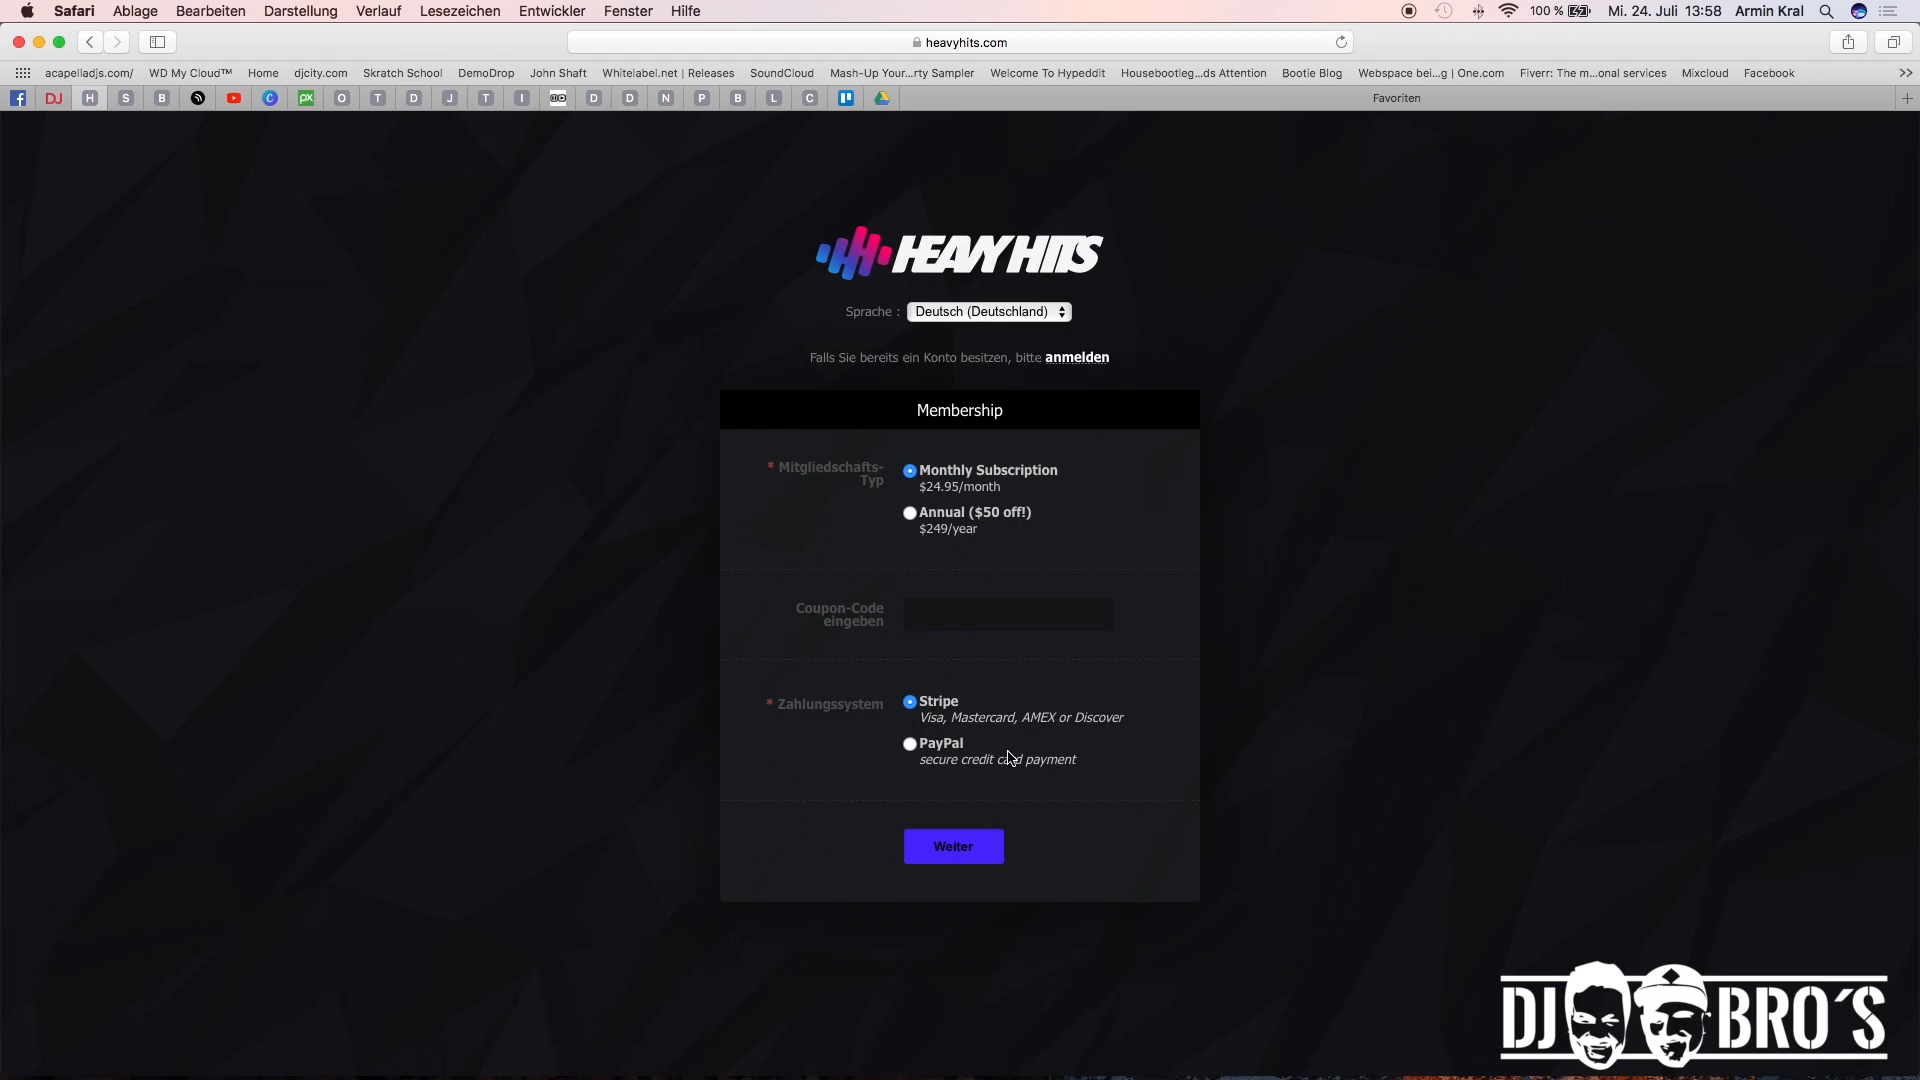 Safari Ablage Bearbeiten Darstellung Verlauf Lesezeichen Entwickler Fenster Hilfe 100 % Mi. 24. Juli 13:58 Armin Kral
heavyhits.com
acapelladjs.com/ WD My Cloud™ Home djcity.com Skratch School DemoDrop John Shaft Whitelabel.net | Releases SoundCloud Mash-Up Your...rty Sampler Welcome To Hypeddit Housebootleg...ds Attention Bootie Blog Webspace bei...g | One.com Fiverr: The m...onal services Mixcloud Facebook >>
f DJ H S B C px O T D J T I D D N P B L C Favoriten +
HEAVY HITS
Sprache : Deutsch (Deutschland)
Falls Sie bereits ein Konto besitzen, bitte anmelden
Membership
* Mitgliedschafts-
Typ
Monthly Subscription
$24.95/month
Annual ($50 off!)
$249/year
Coupon-Code
eingeben
* Zahlungssystem
Stripe
Visa, Mastercard, AMEX or Discover
PayPal
secure credit card payment
Weiter
DJ BRO´S